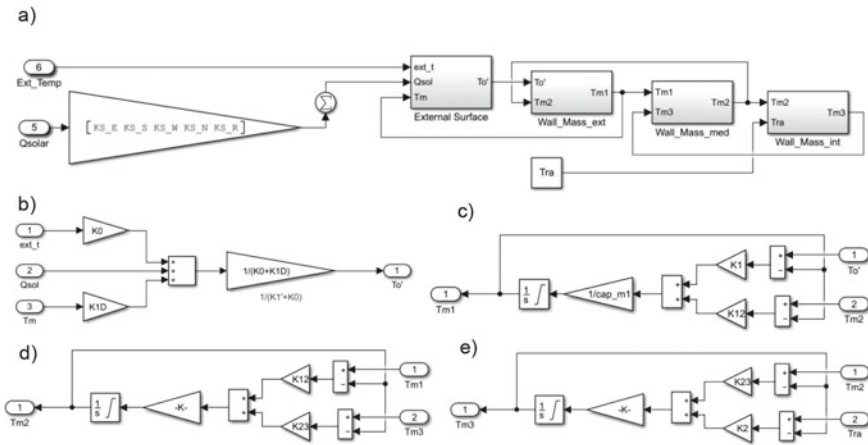 a)
6
Ext_Temp
5
Qsolar
[ KS_E KS_S KS_W KS_N KS_R ]
Σ
ext_t
Qsol
Tm
To'
External Surface
To'
Tm2
Tm1
Wall_Mass_ext
Tm1
Tm3
Tm2
Wall_Mass_med
Tm2
Tra
Tm3
Wall_Mass_int
Tra
b)
1
ext_t
K0
2
Qsol
3
Tm
K1D
+
+
+
1/(K0+K1D)
1/(K1'+K0)
1
To'
c)
1
Tm1
1
s
1/cap_m1
+
+
K1
K12
+
−
+
−
1
To'
2
Tm2
d)
1
Tm2
1
s
-K-
+
+
K12
K23
+
−
+
−
1
Tm1
2
Tm3
e)
1
Tm3
1
s
-K-
+
+
K23
K2
+
−
+
−
1
Tm2
2
Tra